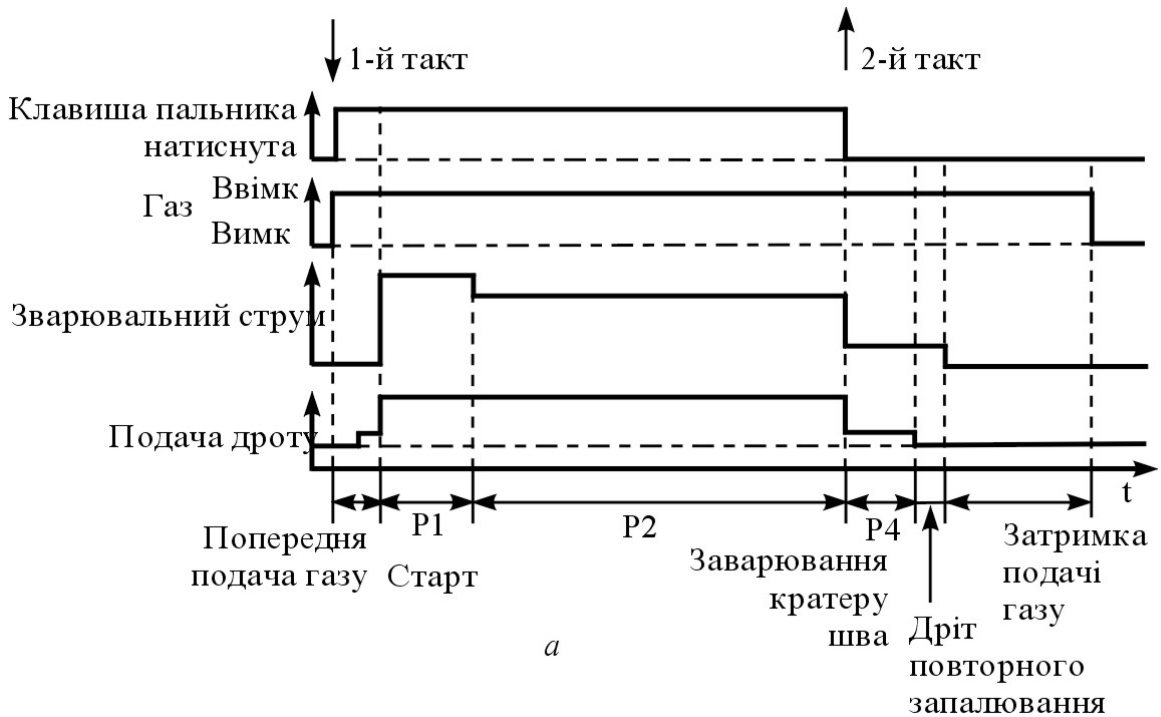 1-й такт
2-й такт
Клавиша пальника
натиснута
Ввімк
Газ
Вимк
Зварювальний струм
Подача дроту
t
P1
P2
P4
Попередня
подача газу
Старт
Заварювання
кратеру
шва
Дріт
повторного
запалювання
Затримка
подачі
газу
а